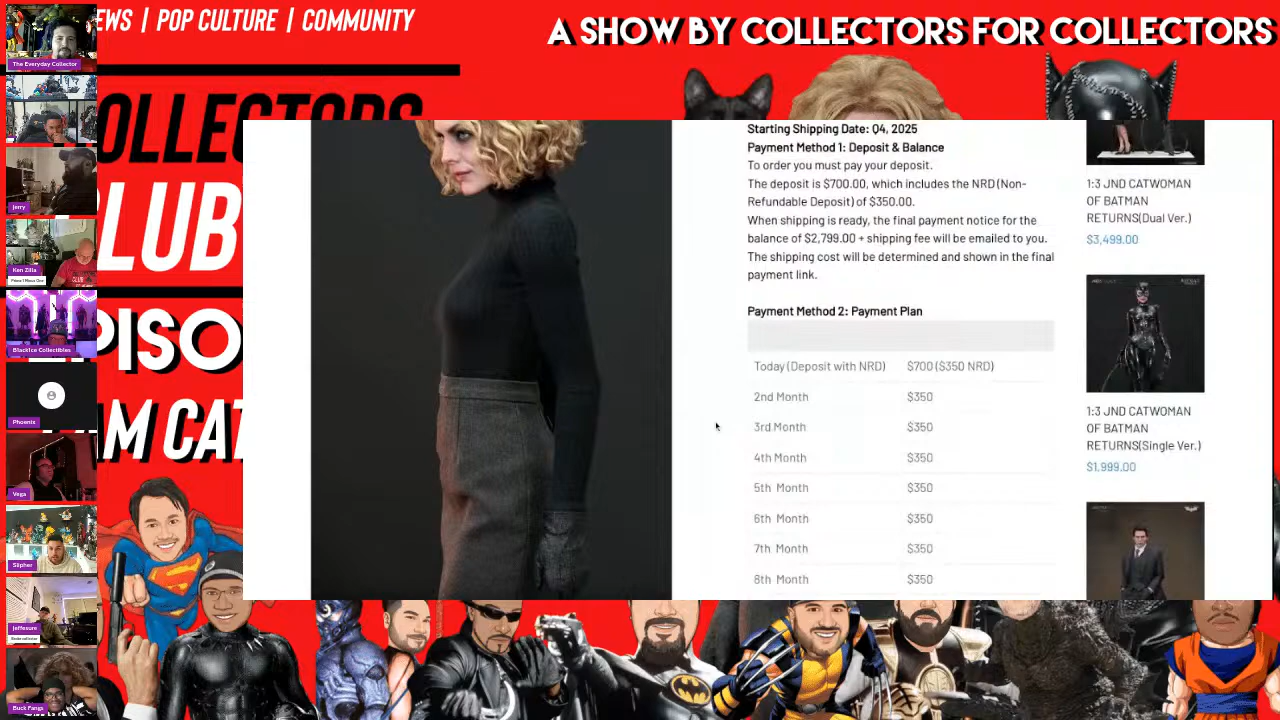 EWS | POP CULTURE | COMMUNITY
A SHOW BY COLLECTORS FOR COLLECTORS
The Everyday Collector
OLLECTORS
LUB
PISO
AM CAT
Jerry
Ken Zilla
BlackIce Collectibles
Phoenix
Vega
Slipher
Jeffesure
Buck Fangs
Starting Shipping Date: Q4, 2025
Payment Method 1: Deposit & Balance
To order you must pay your deposit.
The deposit is $700.00, which includes the NRD (Non-
Refundable Deposit) of $350.00.
When shipping is ready, the final payment notice for the
balance of $2,799.00 + shipping fee will be emailed to you.
The shipping cost will be determined and shown in the final
payment link.
Payment Method 2: Payment Plan
Today (Deposit with NRD) $700 ($350 NRD)
2nd Month $350
3rd Month $350
4th Month $350
5th Month $350
6th Month $350
7th Month $350
8th Month $350
1:3 JND CATWOMAN
OF BATMAN
RETURNS(Dual Ver.)
$3,499.00
1:3 JND CATWOMAN
OF BATMAN
RETURNS(Single Ver.)
$1,999.00